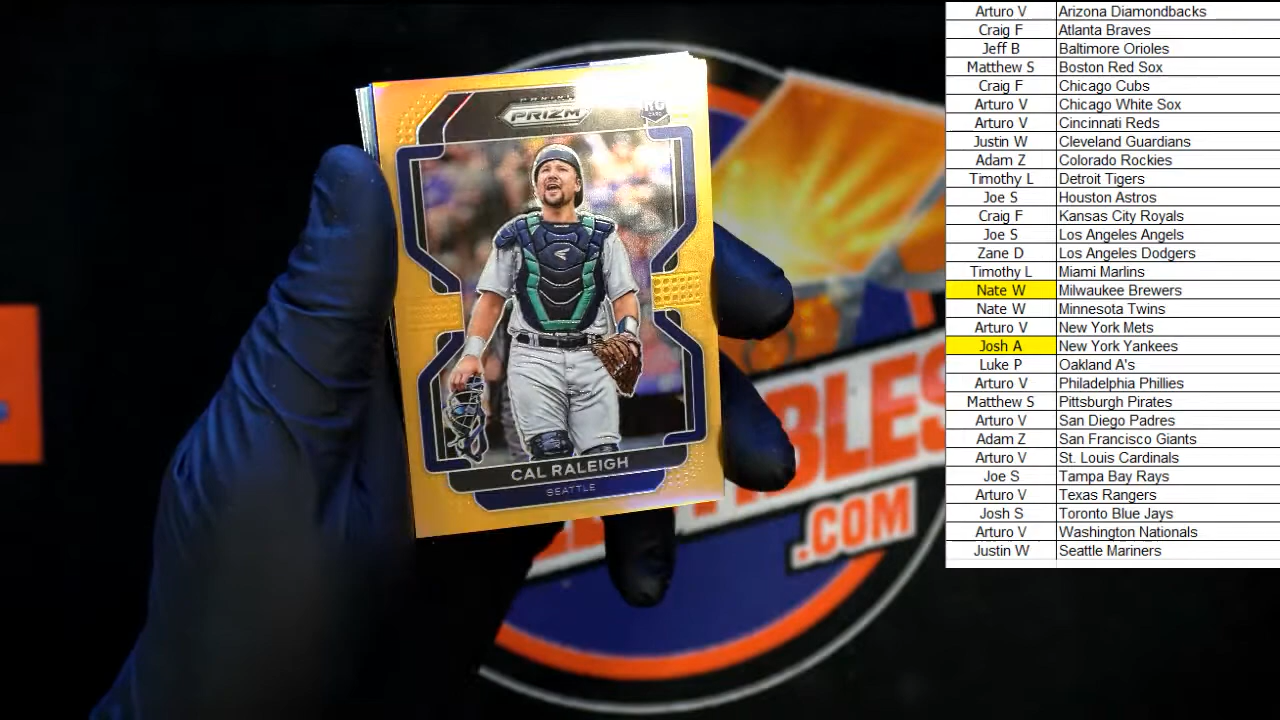 PANINI
PRIZM
RC
CARD
CAL RALEIGH
SEATTLE
BLES
.COM
Arturo V Arizona Diamondbacks
Craig F Atlanta Braves
Jeff B Baltimore Orioles
Matthew S Boston Red Sox
Craig F Chicago Cubs
Arturo V Chicago White Sox
Arturo V Cincinnati Reds
Justin W Cleveland Guardians
Adam Z Colorado Rockies
Timothy L Detroit Tigers
Joe S Houston Astros
Craig F Kansas City Royals
Joe S Los Angeles Angels
Zane D Los Angeles Dodgers
Timothy L Miami Marlins
Nate W Milwaukee Brewers
Nate W Minnesota Twins
Arturo V New York Mets
Josh A New York Yankees
Luke P Oakland A's
Arturo V Philadelphia Phillies
Matthew S Pittsburgh Pirates
Arturo V San Diego Padres
Adam Z San Francisco Giants
Arturo V St. Louis Cardinals
Joe S Tampa Bay Rays
Arturo V Texas Rangers
Josh S Toronto Blue Jays
Arturo V Washington Nationals
Justin W Seattle Mariners